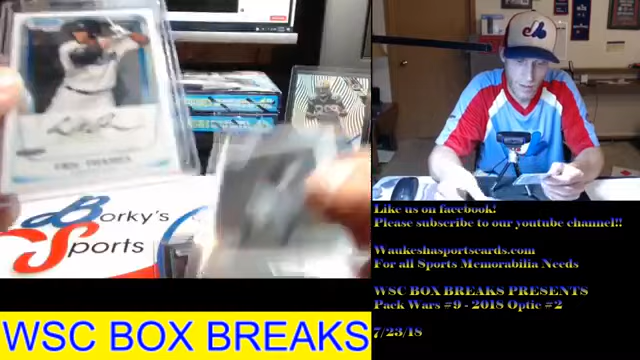 Borky's
Sports
WSC BOX BREAKS
Like us on facebook!
Please subscribe to our youtube channel!!
Waukeshasportscards.com
For all Sports Memorabilia Needs
WSC BOX BREAKS PRESENTS
Pack Wars #9 - 2018 Optic #2
7/23/18